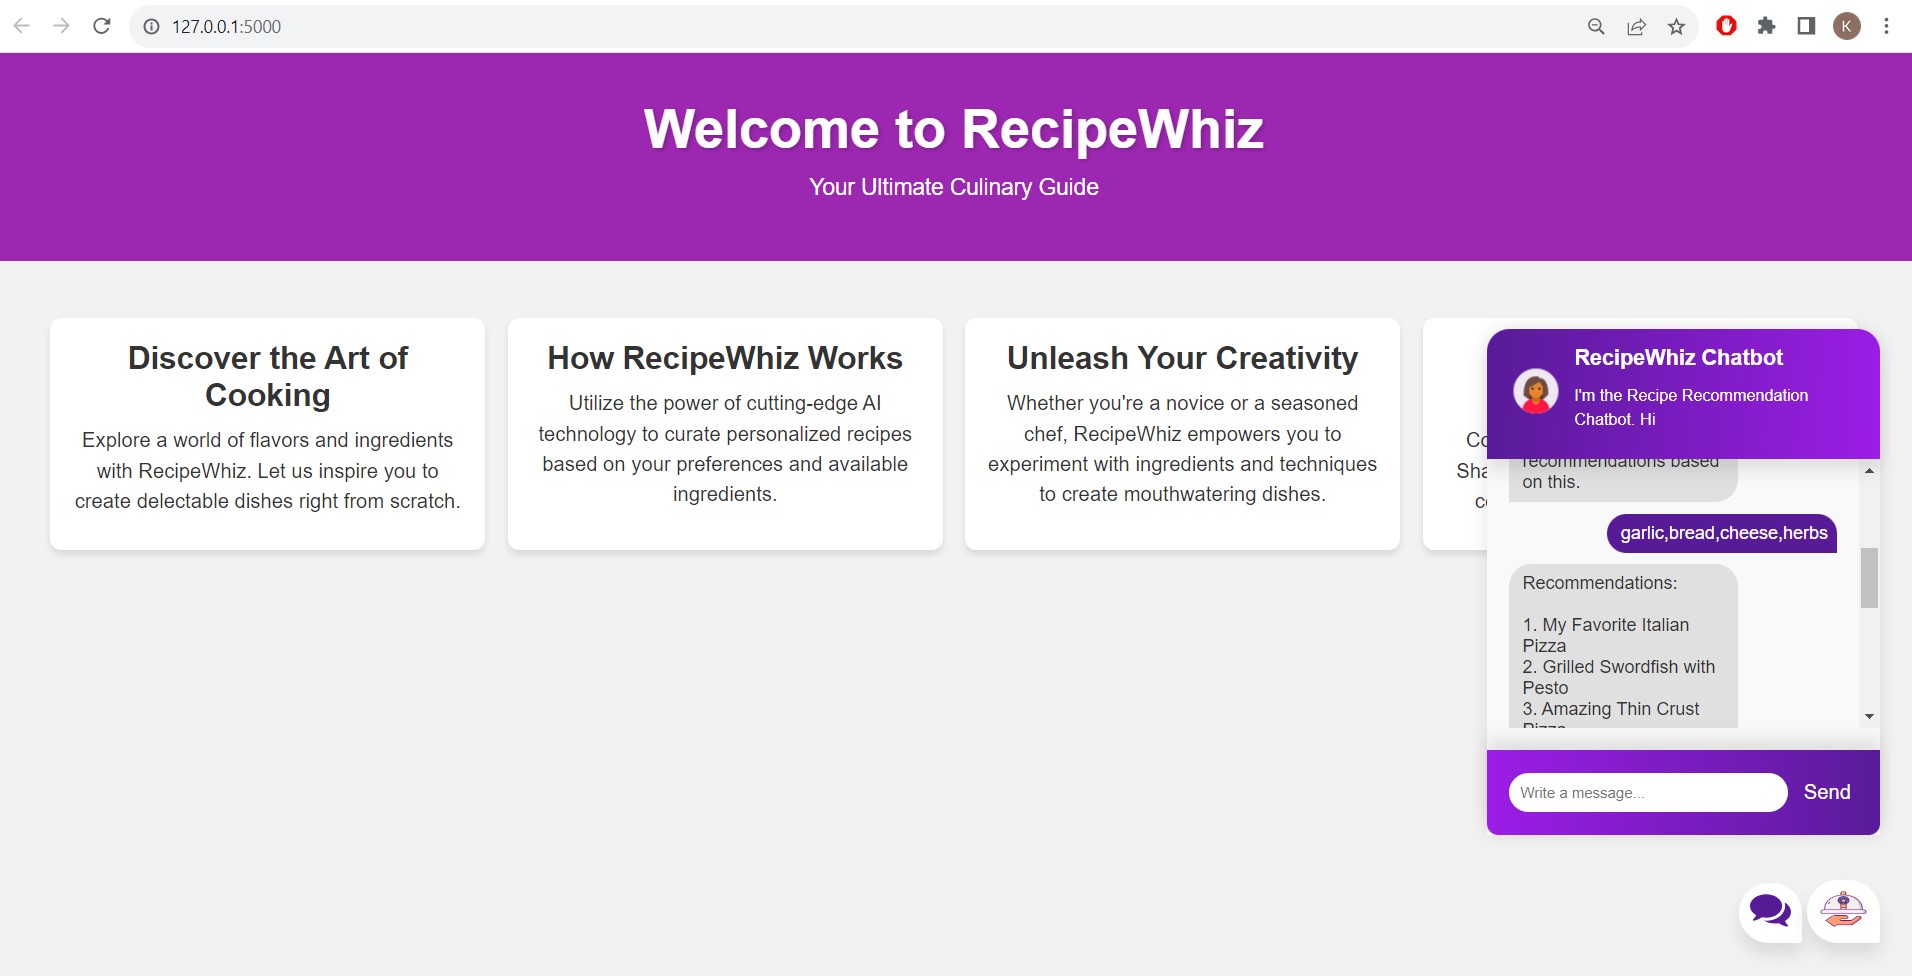 127.0.0.1:5000
K
Welcome to RecipeWhiz
Your Ultimate Culinary Guide
Discover the Art of
Cooking
Explore a world of flavors and ingredients
with RecipeWhiz. Let us inspire you to
create delectable dishes right from scratch.
How RecipeWhiz Works
Utilize the power of cutting-edge AI
technology to curate personalized recipes
based on your preferences and available
ingredients.
Unleash Your Creativity
Whether you're a novice or a seasoned
chef, RecipeWhiz empowers you to
experiment with ingredients and techniques
to create mouthwatering dishes.
RecipeWhiz Chatbot
I'm the Recipe Recommendation
Chatbot. Hi
recommendations based
on this.
garlic,bread,cheese,herbs
Recommendations:
1. My Favorite Italian
Pizza
2. Grilled Swordfish with
Pesto
3. Amazing Thin Crust
Pizza
Write a message...
Send